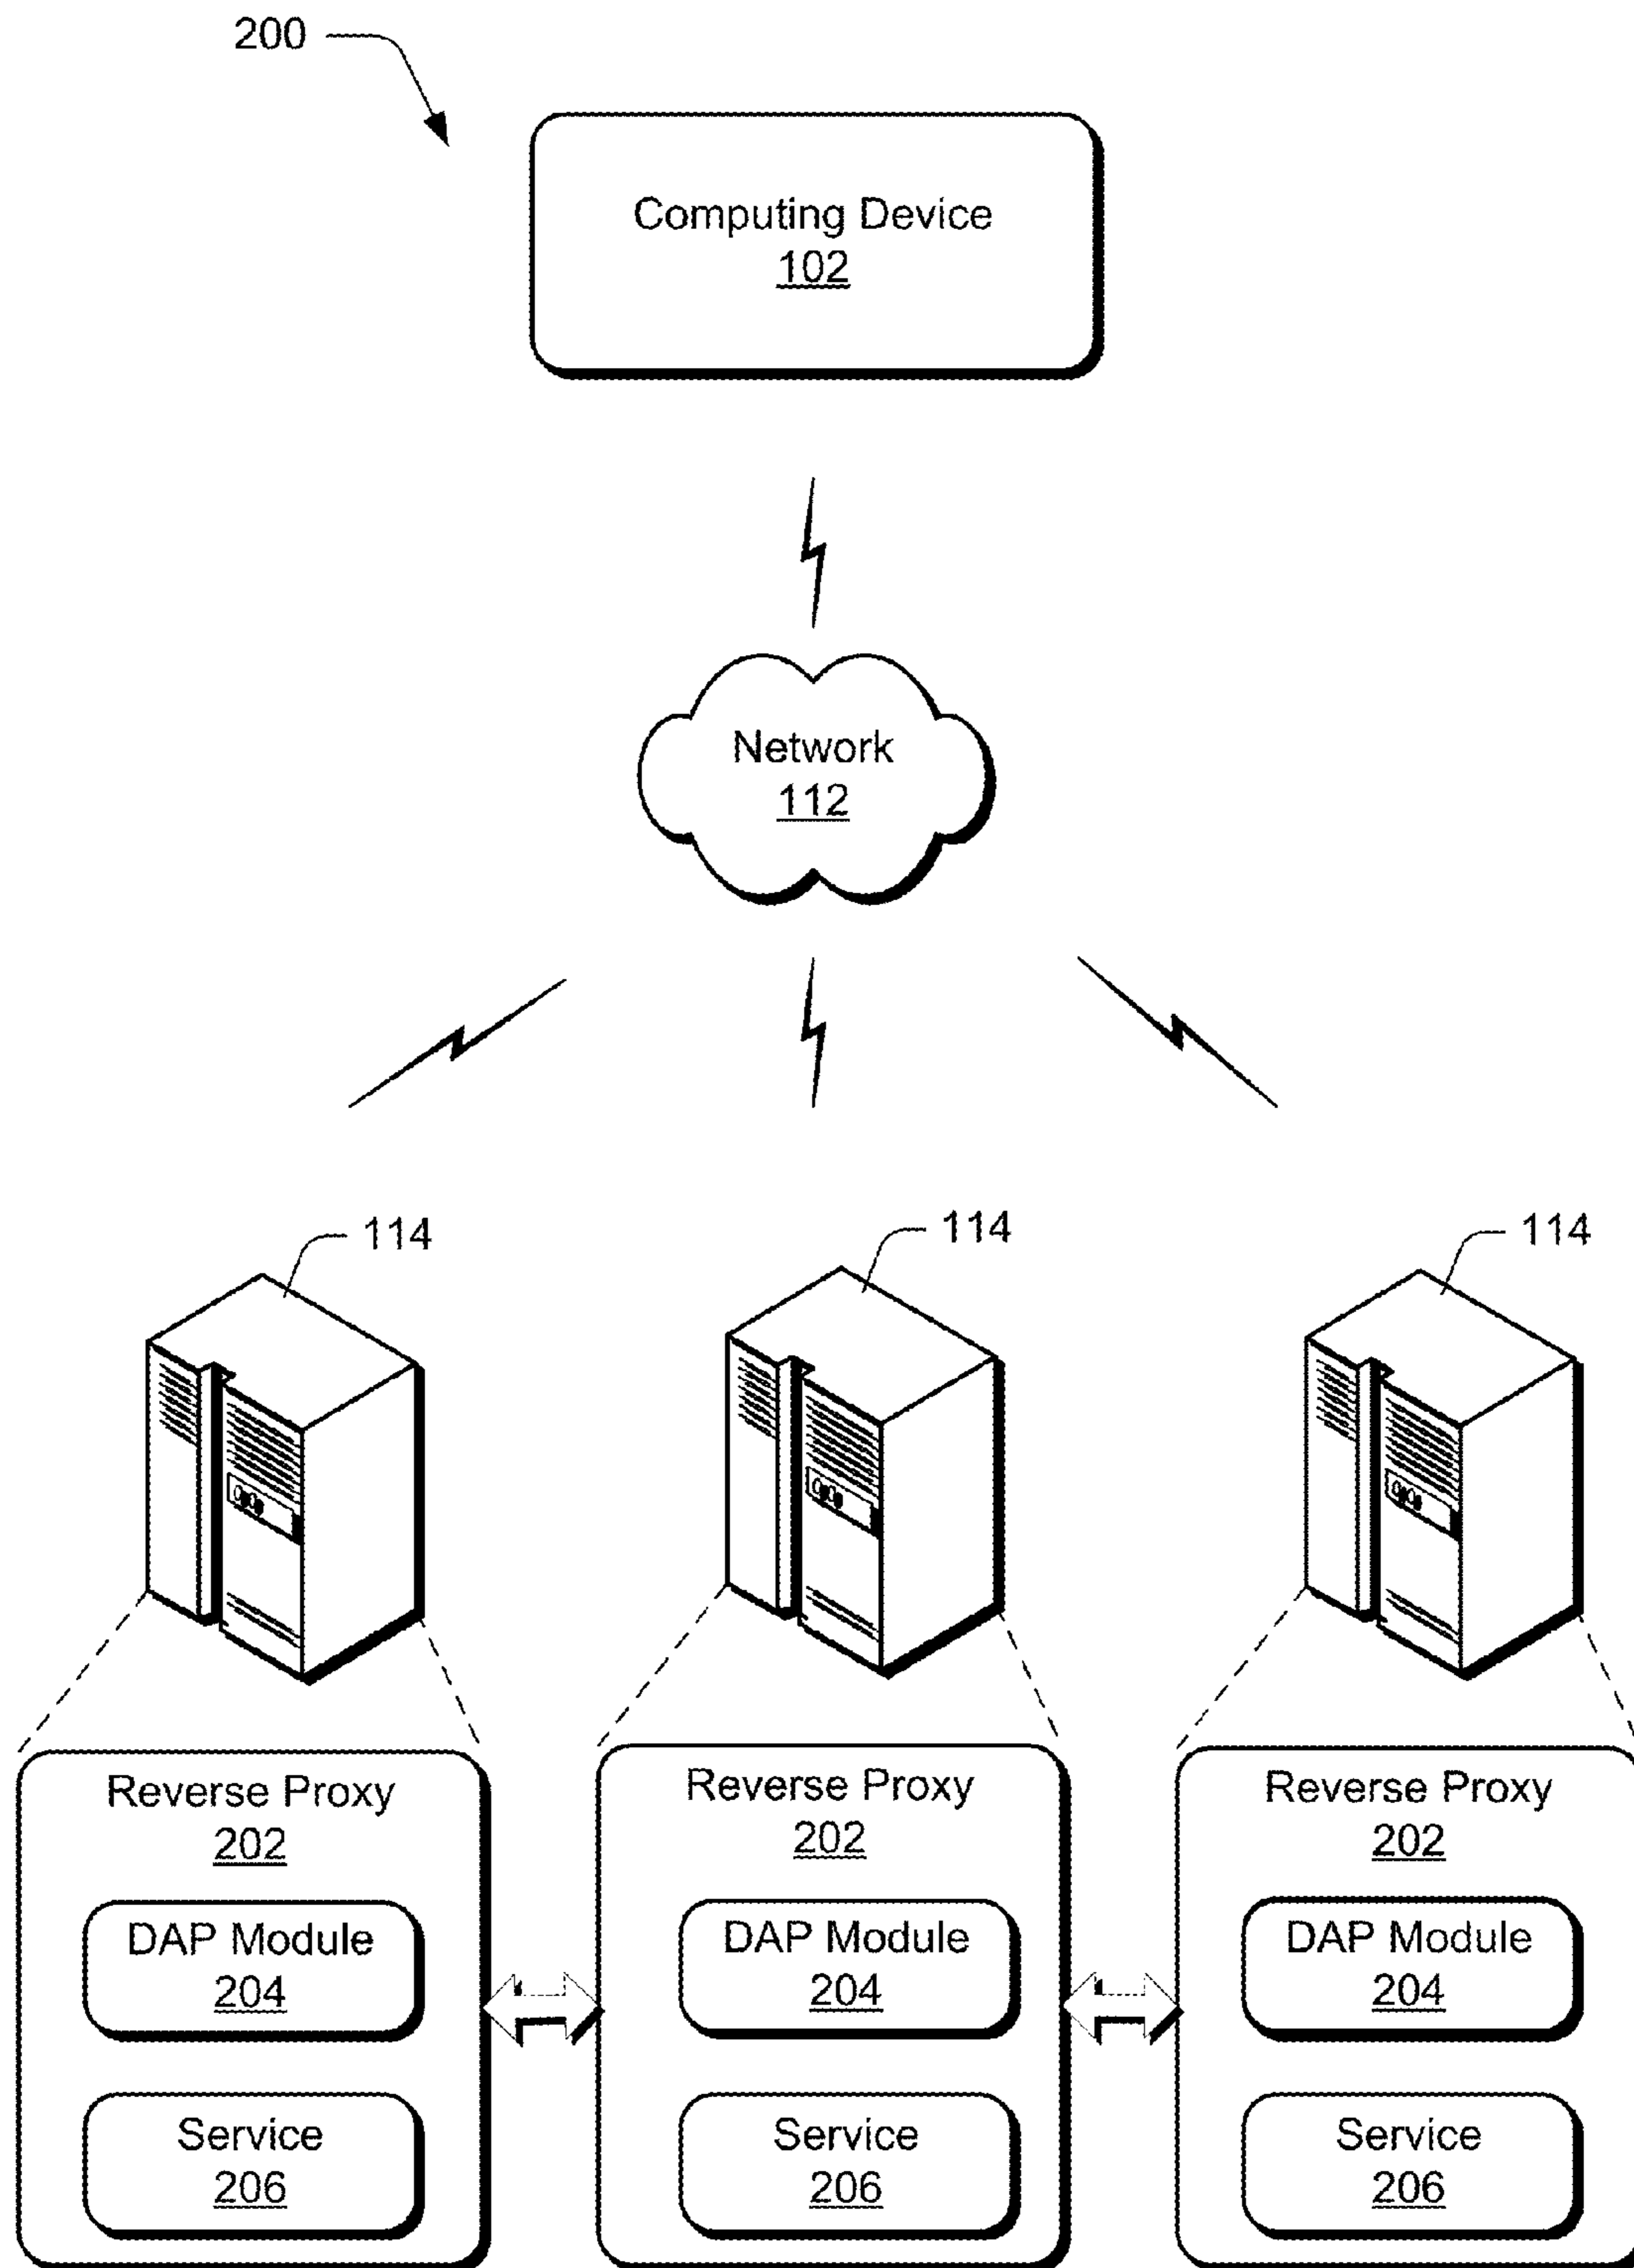 200
Computing Device
102
Network
112
114
114
114
Reverse Proxy
202
DAP Module
204
Service
206
Reverse Proxy
202
DAP Module
204
Service
206
Reverse Proxy
202
DAP Module
204
Service
206